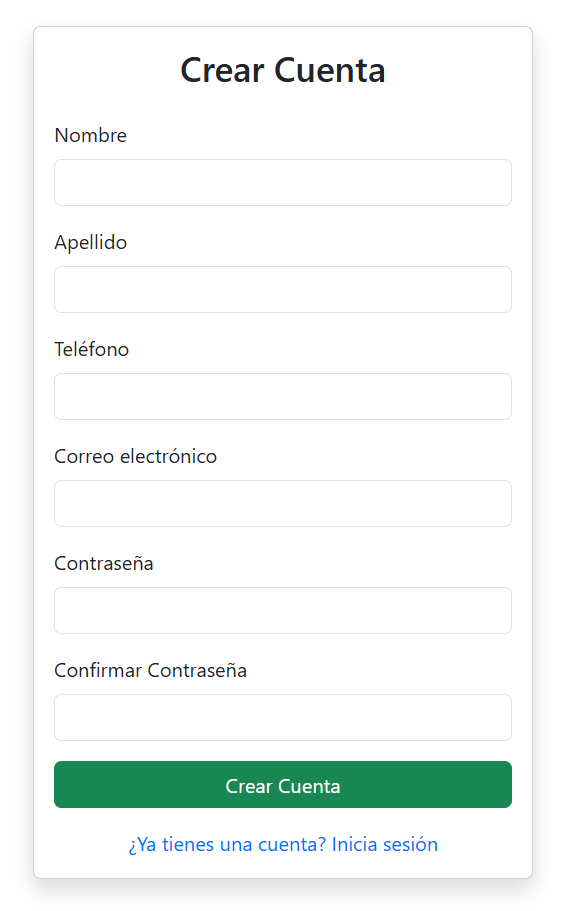 Crear Cuenta
Nombre
Apellido
Teléfono
Correo electrónico
Contraseña
Confirmar Contraseña
Crear Cuenta
¿Ya tienes una cuenta? Inicia sesión